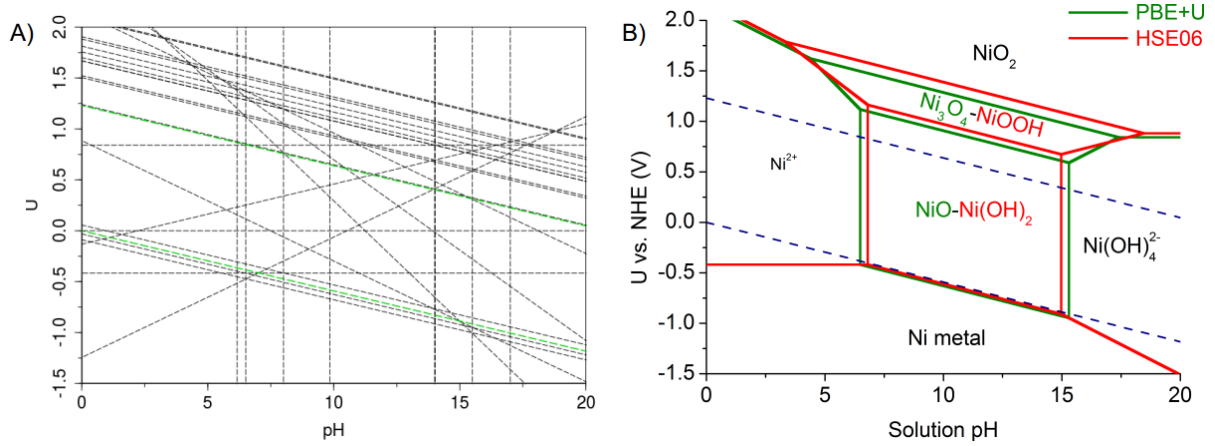 A)
2.0
1.5
1.0
0.5
0.0
-0.5
-1.0
-1.5
U
0 5 10 15 20
pH
B)
PBE+U
HSE06
2.0
1.5
1.0
0.5
0.0
-0.5
-1.0
-1.5
U vs. NHE (V)
NiO₂
Ni₃O₄-NiOOH
Ni²⁺
NiO-Ni(OH)₂
Ni(OH)₄²⁻
Ni metal
0 5 10 15 20
Solution pH